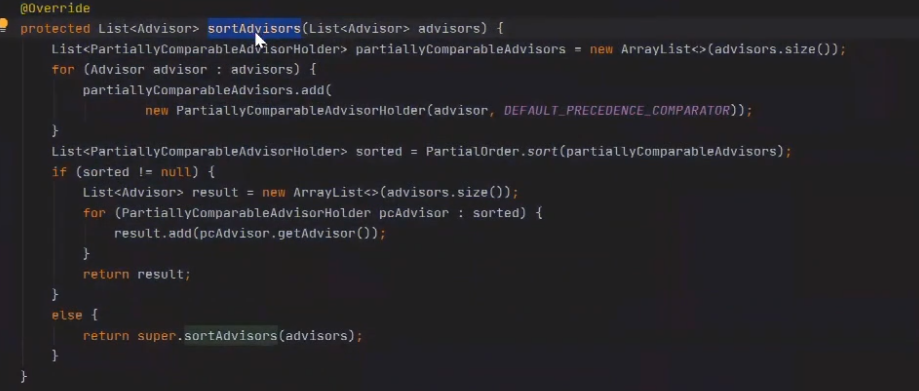 @Override
protected List<Advisor> sortAdvisors(List<Advisor> advisors) {
List<PartiallyComparableAdvisorHolder> partiallyComparableAdvisors = new ArrayList<>(advisors.size());
for (Advisor advisor : advisors) {
partiallyComparableAdvisors.add(
new PartiallyComparableAdvisorHolder(advisor, DEFAULT_PRECEDENCE_COMPARATOR));
}
List<PartiallyComparableAdvisorHolder> sorted = PartialOrder.sort(partiallyComparableAdvisors);
if (sorted != null) {
List<Advisor> result = new ArrayList<>(advisors.size());
for (PartiallyComparableAdvisorHolder pcAdvisor : sorted) {
result.add(pcAdvisor.getAdvisor());
}
return result;
}
else {
return super.sortAdvisors(advisors);
}
}